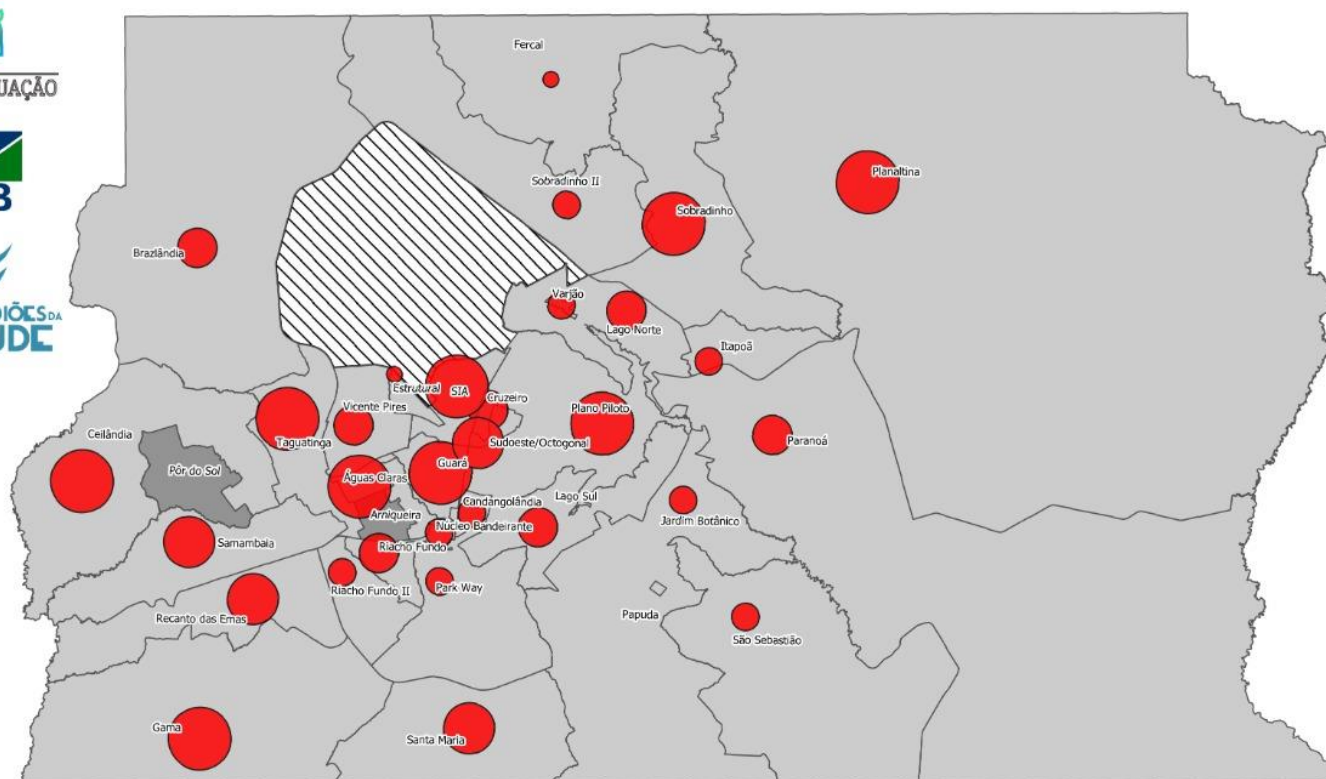 UAÇÃO
B
DIÕES DA
UDE
Fercal
Planaltina
Sobradinho II
Sobradinho
Brazlândia
Varjão
Lago Norte
Itapoã
Estrutural
SIA
Cruzeiro
Vicente Pires
Plano Piloto
Taguatinga
Ceilândia
Sudoeste/Octogonal
Paranoá
Guará
Pôr do Sol
Águas Claras
Candangolândia
Lago Sul
Arniqueira
Jardim Botânico
Núcleo Bandeirante
Samambaia
Riacho Fundo
Riacho Fundo II
Park Way
Papuda
Recanto das Emas
São Sebastião
Gama
Santa Maria